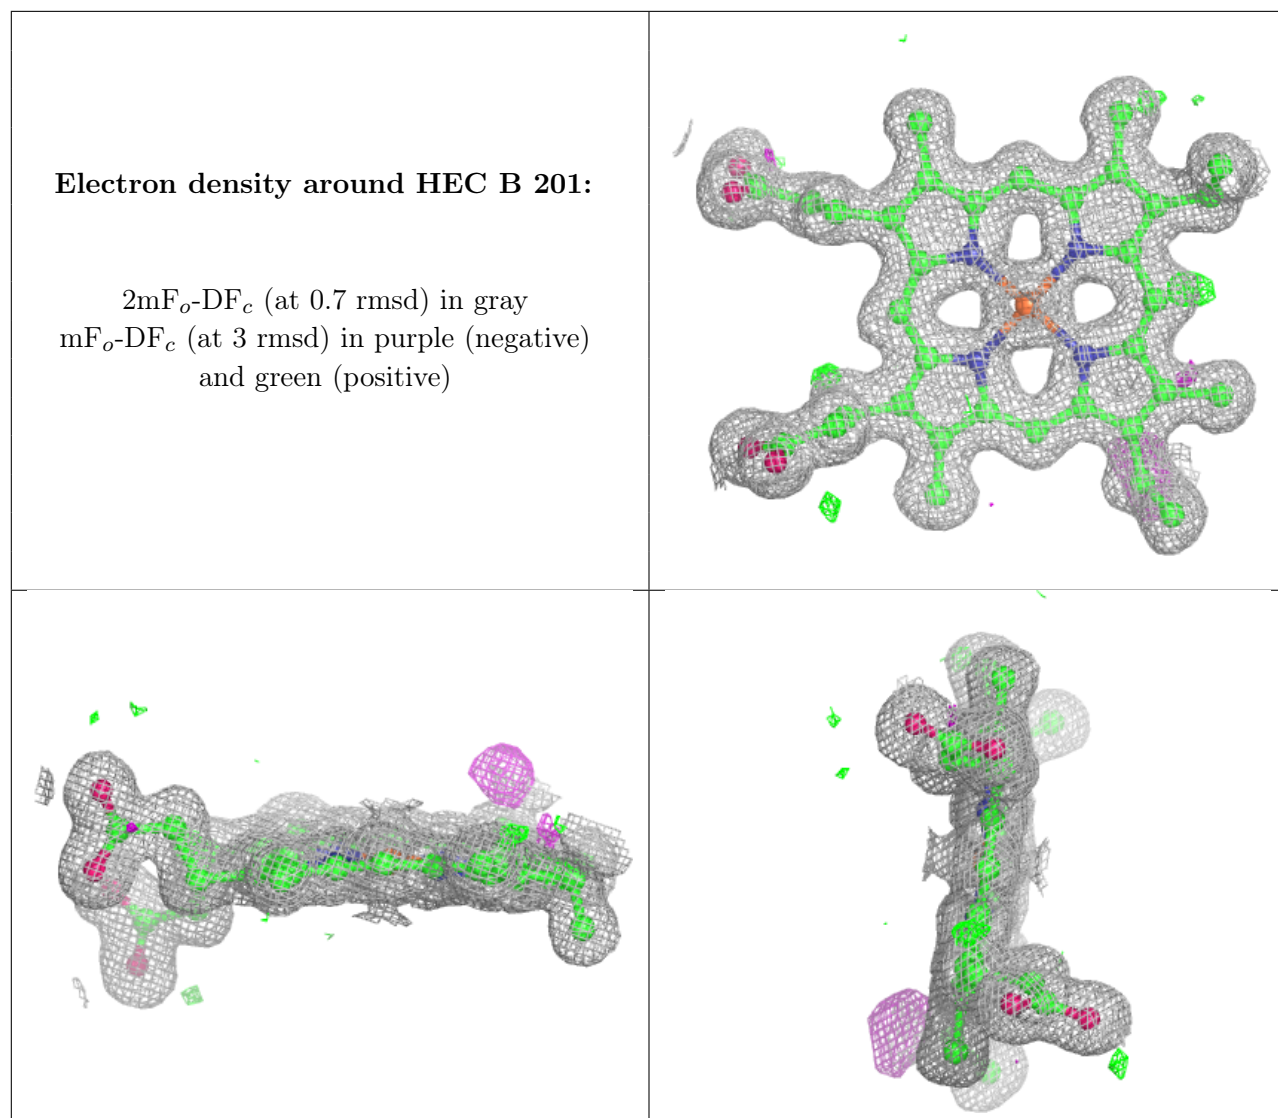 Electron density around HEC B 201:
2mFₒ-DF𝒸 (at 0.7 rmsd) in gray
mFₒ-DF𝒸 (at 3 rmsd) in purple (negative)
and green (positive)